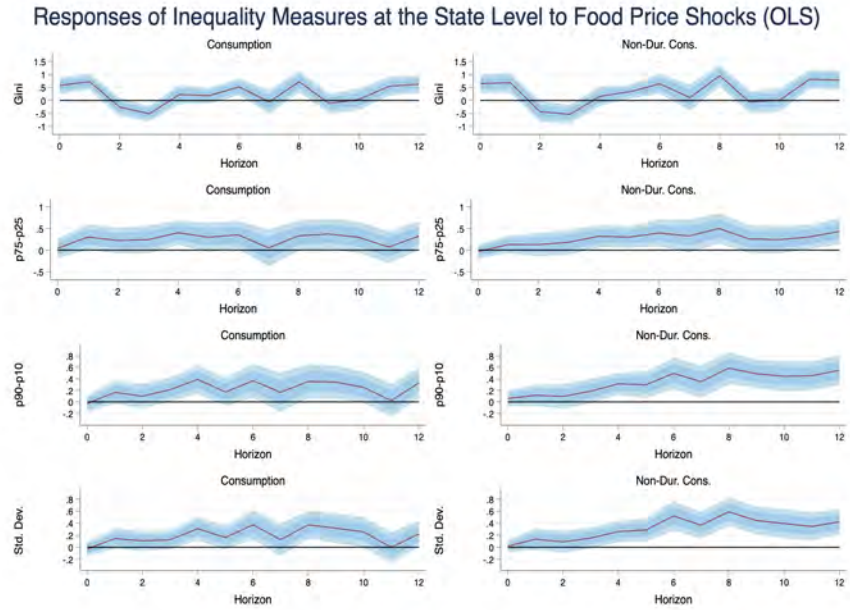 Responses of Inequality Measures at the State Level to Food Price Shocks (OLS)
Consumption
Gini
1.5
1
.5
0
-.5
-1
0 2 4 6 8 10 12
Horizon
Non-Dur. Cons.
Gini
1.5
1
.5
0
-.5
-1
0 2 4 6 8 10 12
Horizon
Consumption
p75-p25
1
.5
0
-.5
0 2 4 6 8 10 12
Horizon
Non-Dur. Cons.
p75-p25
1
.5
0
-.5
0 2 4 6 8 10 12
Horizon
Consumption
p90-p10
.8
.6
.4
.2
0
-.2
0 2 4 6 8 10 12
Horizon
Non-Dur. Cons.
p90-p10
.8
.6
.4
.2
0
-.2
0 2 4 6 8 10 12
Horizon
Consumption
Std. Dev.
.8
.6
.4
.2
0
-.2
0 2 4 6 8 10 12
Horizon
Non-Dur. Cons.
Std. Dev.
.8
.6
.4
.2
0
-.2
0 2 4 6 8 10 12
Horizon